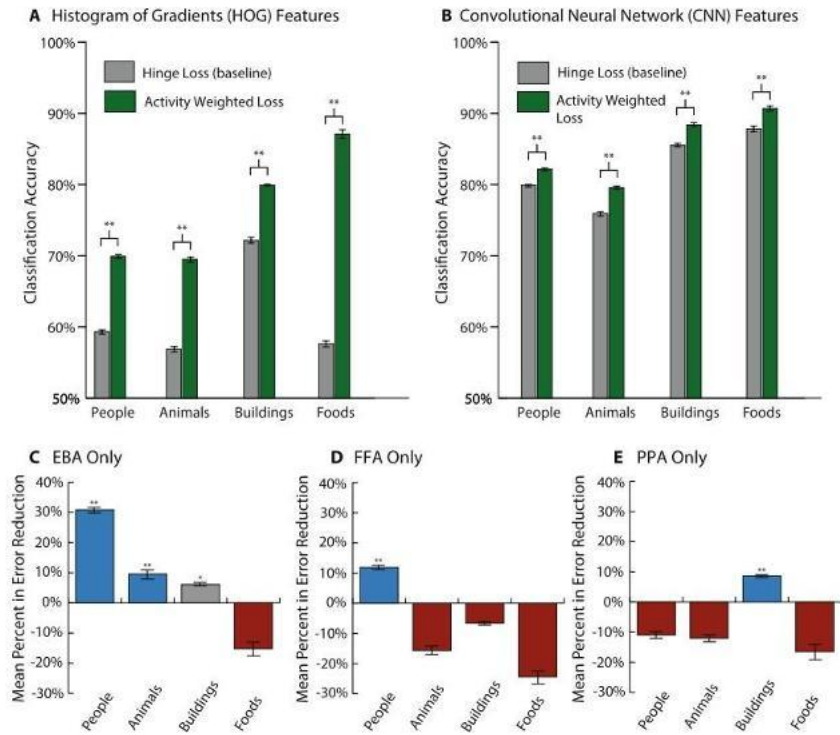 A Histogram of Gradients (HOG) Features
100%
90%
80%
70%
60%
50%
Classification Accuracy
Hinge Loss (baseline)
Activity Weighted Loss
**
**
**
**
People Animals Buildings Foods
B Convolutional Neural Network (CNN) Features
100%
90%
80%
70%
60%
50%
Classification Accuracy
Hinge Loss (baseline)
Activity Weighted
Loss
**
**
**
**
People Animals Buildings Foods
C EBA Only
40%
30%
20%
10%
0%
-10%
-20%
-30%
Mean Percent in Error Reduction
**
**
*
People Animals Buildings Foods
D FFA Only
40%
30%
20%
10%
0%
-10%
-20%
-30%
Mean Percent in Error Reduction
**
People Animals Buildings Foods
E PPA Only
40%
30%
20%
10%
0%
-10%
-20%
-30%
Mean Percent in Error Reduction
**
People Animals Buildings Foods